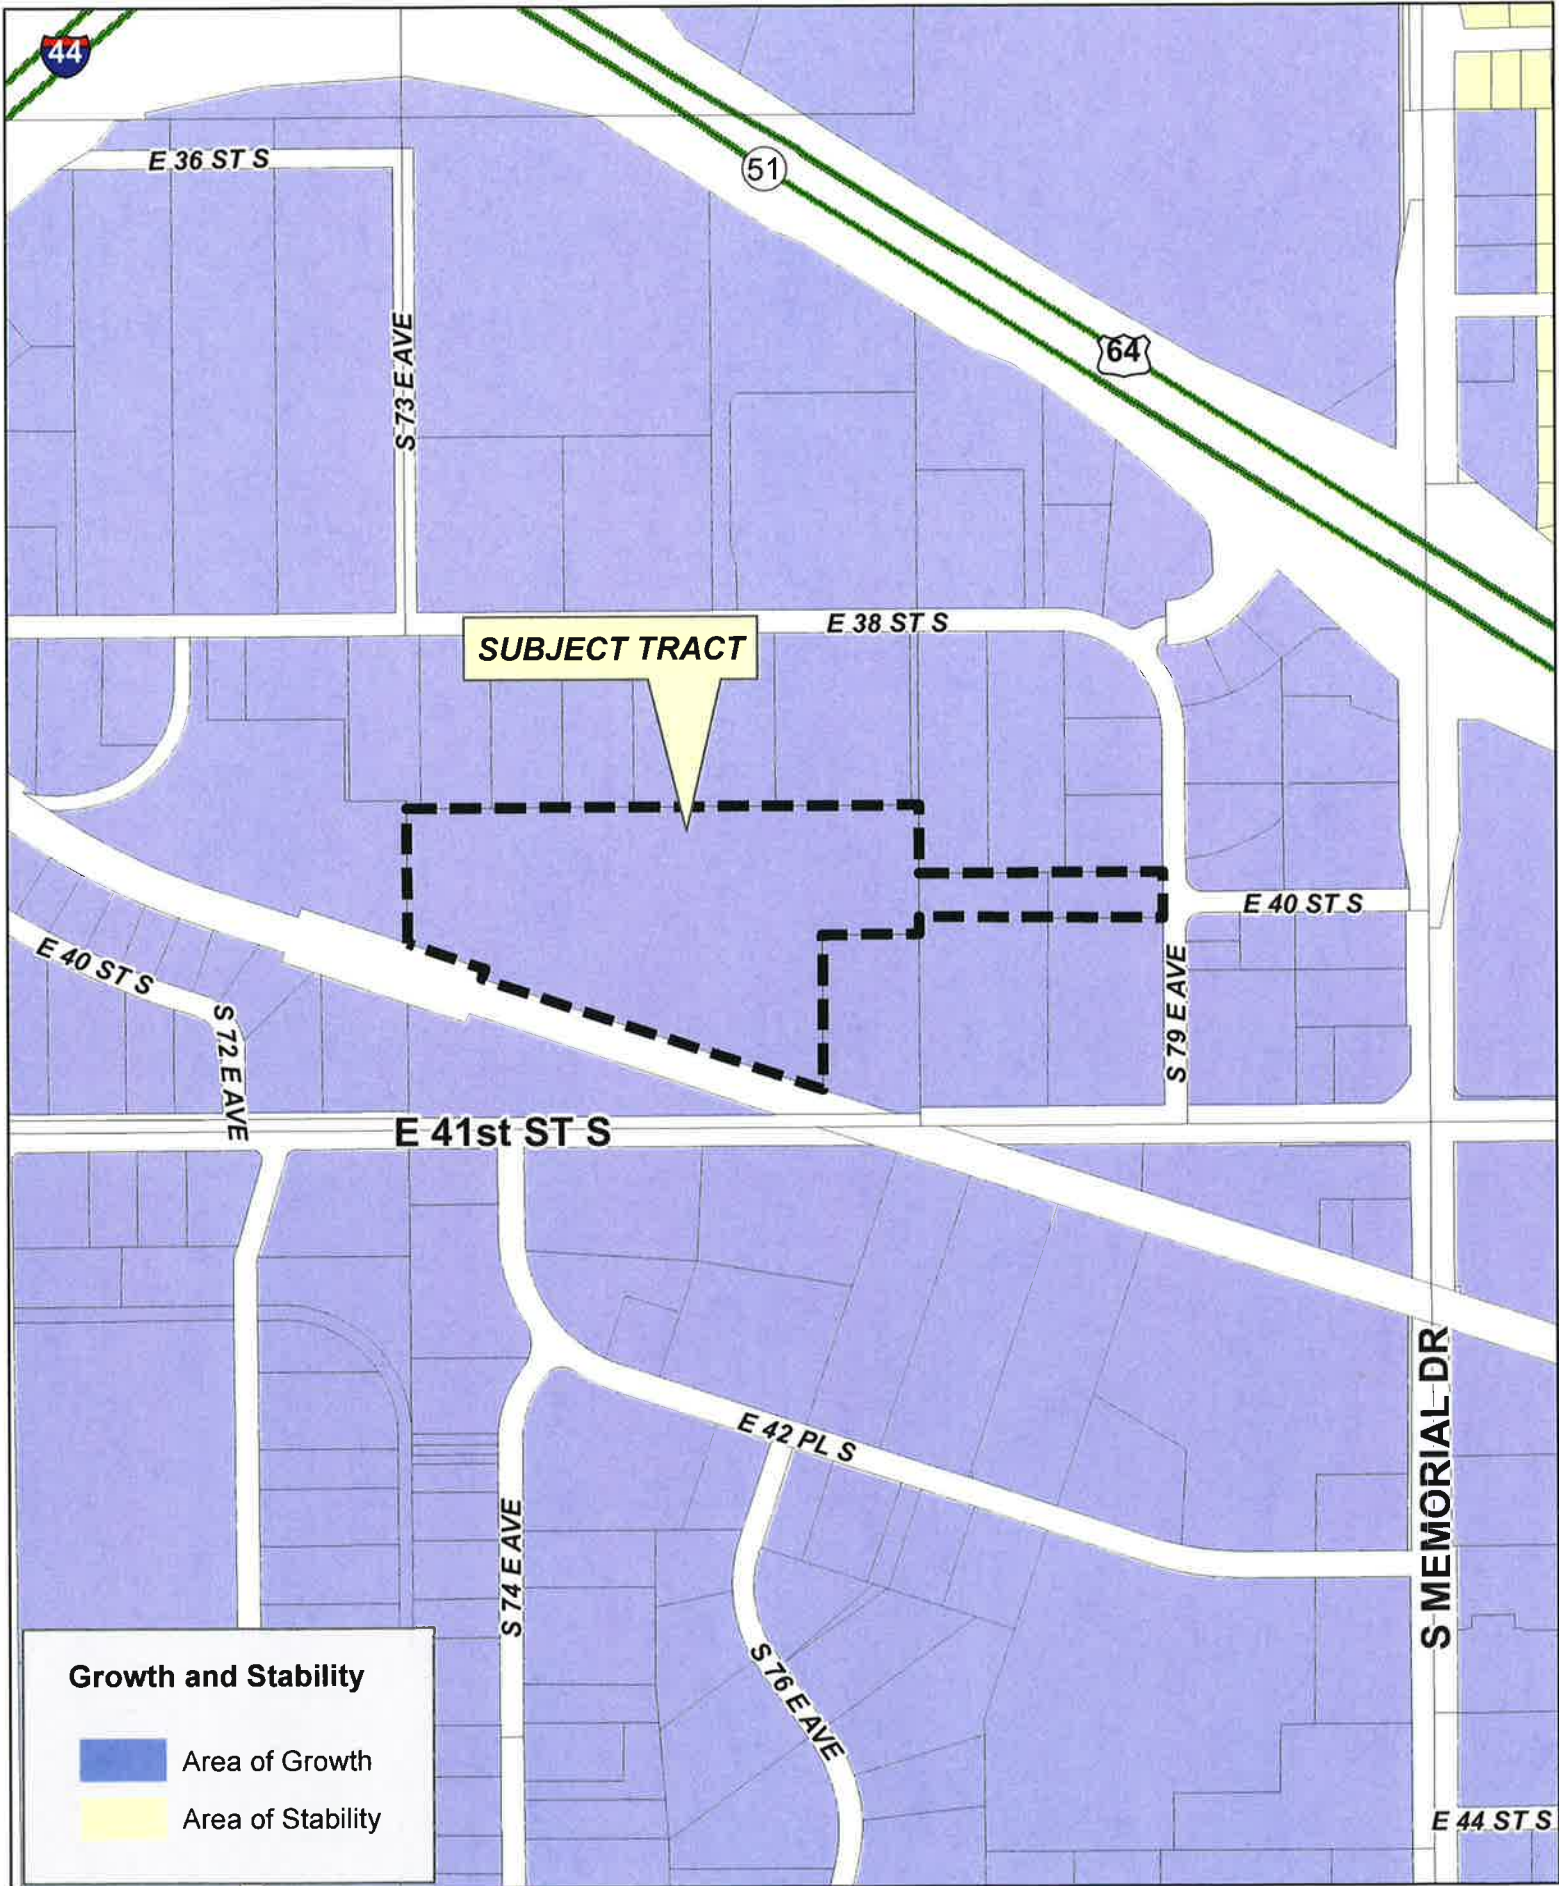 44
E 36 ST S
51
S 73 E AVE
64
E 38 ST S
SUBJECT TRACT
E 40 ST S
E 40 ST S
S 72 E AVE
S 79 E AVE
E 41st ST S
S MEMORIAL DR
E 42 PL S
S 74 E AVE
S 76 E AVE
Growth and Stability
Area of Growth
Area of Stability
E 44 ST S